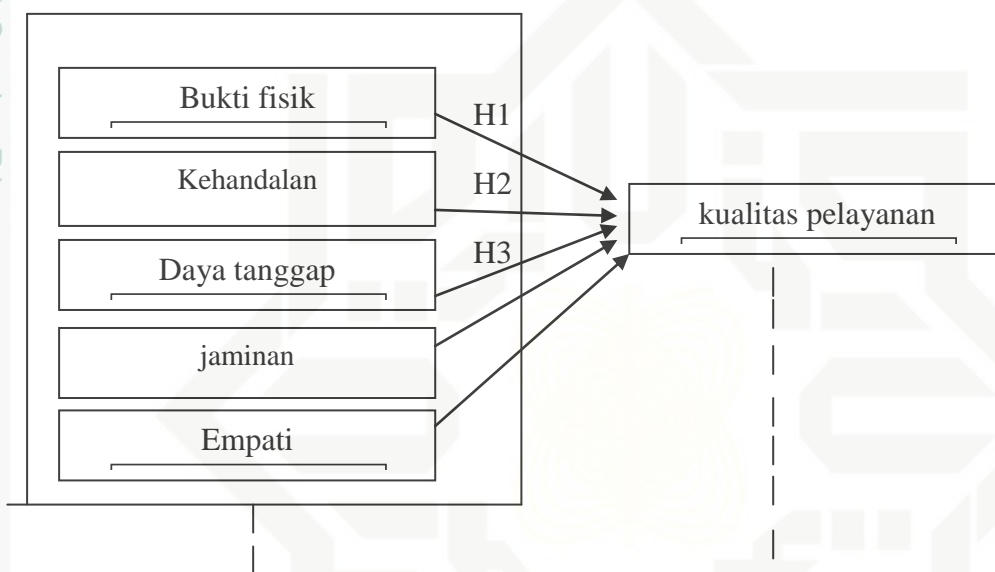 Bukti fisik
H1
Kehandalan
H2
kualitas pelayanan
Daya tanggap
H3
jaminan
Empati